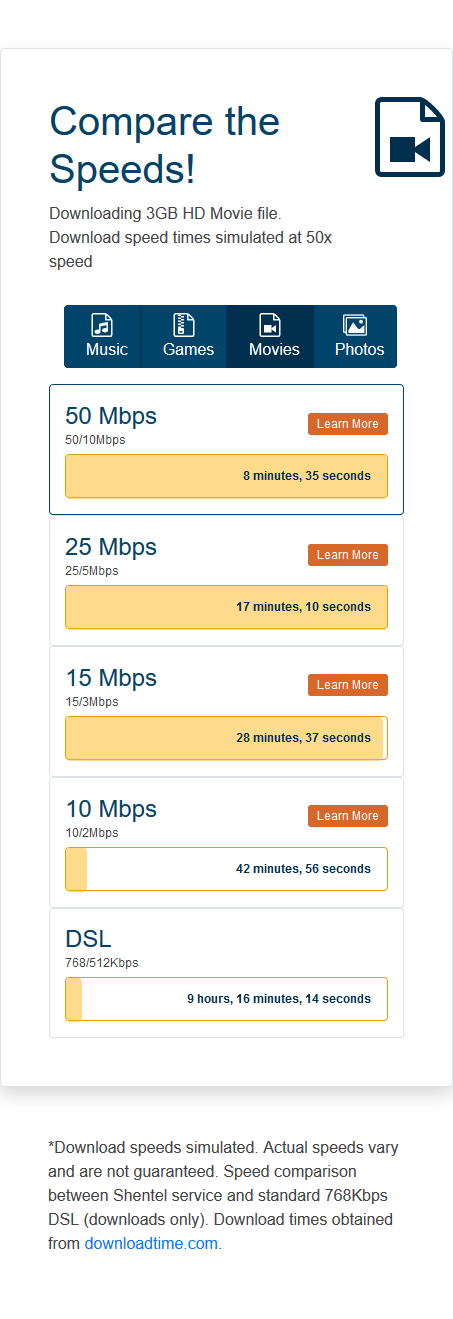 Compare the
Speeds!
Downloading 3GB HD Movie file.
Download speed times simulated at 50x
speed
Music Games Movies Photos
50 Mbps
Learn More
50/10Mbps
8 minutes, 35 seconds
25 Mbps
Learn More
25/5Mbps
17 minutes, 10 seconds
15 Mbps
Learn More
15/3Mbps
28 minutes, 37 seconds
10 Mbps
Learn More
10/2Mbps
42 minutes, 56 seconds
DSL
768/512Kbps
9 hours, 16 minutes, 14 seconds
*Download speeds simulated. Actual speeds vary
and are not guaranteed. Speed comparison
between Shentel service and standard 768Kbps
DSL (downloads only). Download times obtained
from downloadtime.com.